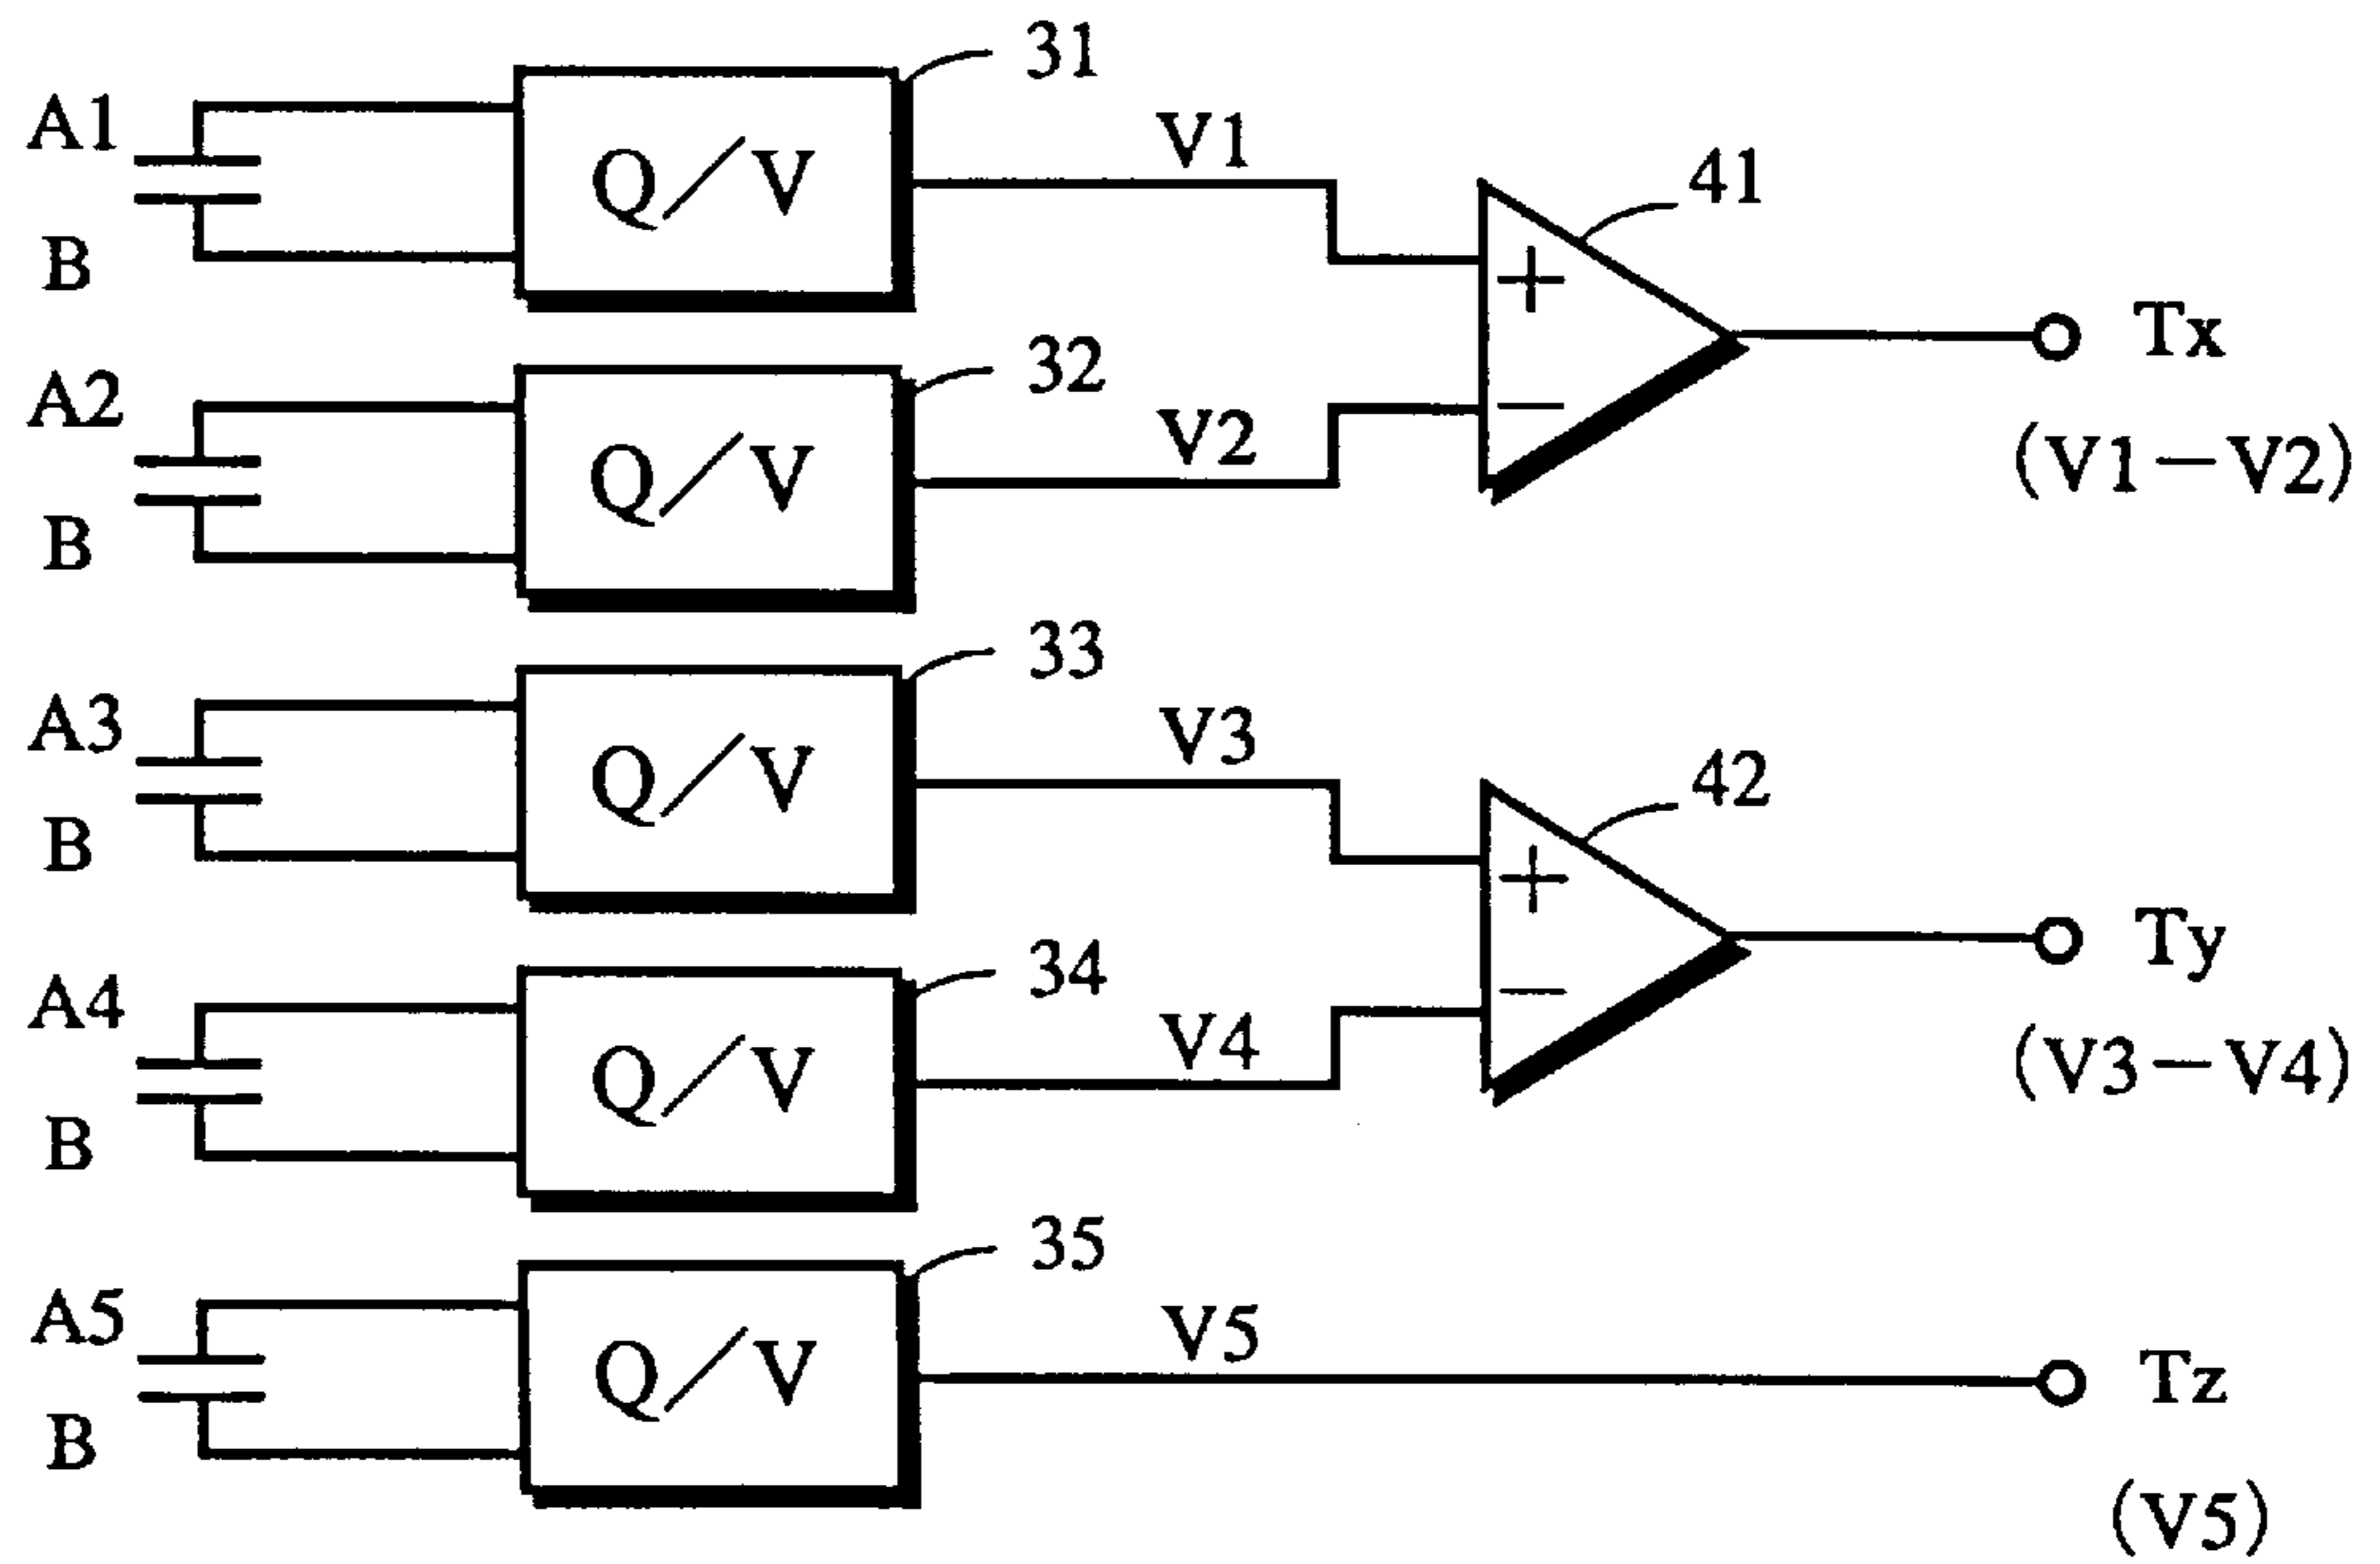 31
A1
Q/V
V1
B
41
+
−
Tx
(V1−V2)
32
A2
Q/V
V2
B
33
A3
Q/V
V3
B
42
+
−
Ty
(V3−V4)
34
A4
Q/V
V4
B
35
A5
Q/V
V5
B
Tz
(V5)